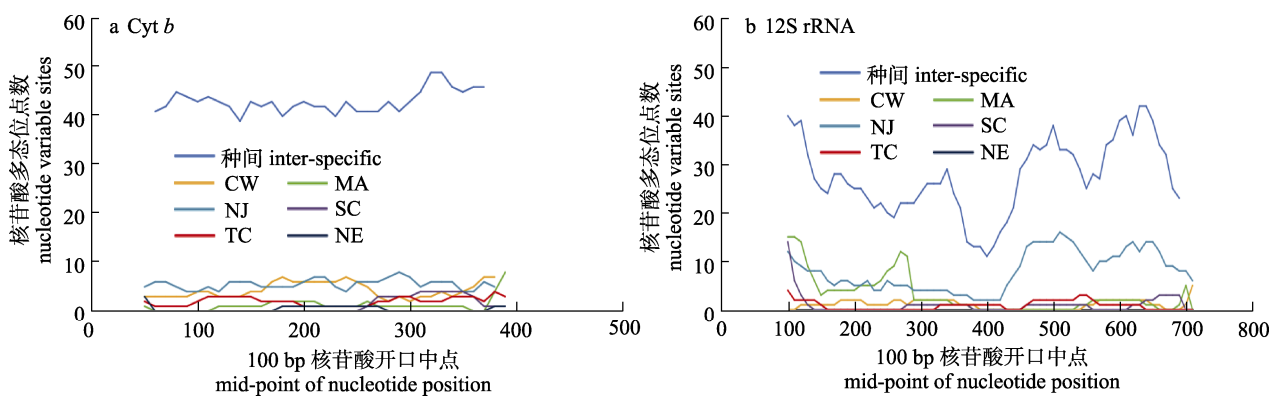 a Cyt b
60
50
40
30
20
10
0
核苷酸多态位点数
nucleotide variable sites
种间 inter-specific
CW
MA
NJ
SC
TC
NE
0
100
200
300
400
500
100 bp 核苷酸开口中点
mid-point of nucleotide position
b 12S rRNA
60
50
40
30
20
10
0
核苷酸多态位点数
nucleotide variable sites
种间 inter-specific
CW
MA
NJ
SC
TC
NE
0
100
200
300
400
500
600
700
800
100 bp 核苷酸开口中点
mid-point of nucleotide position